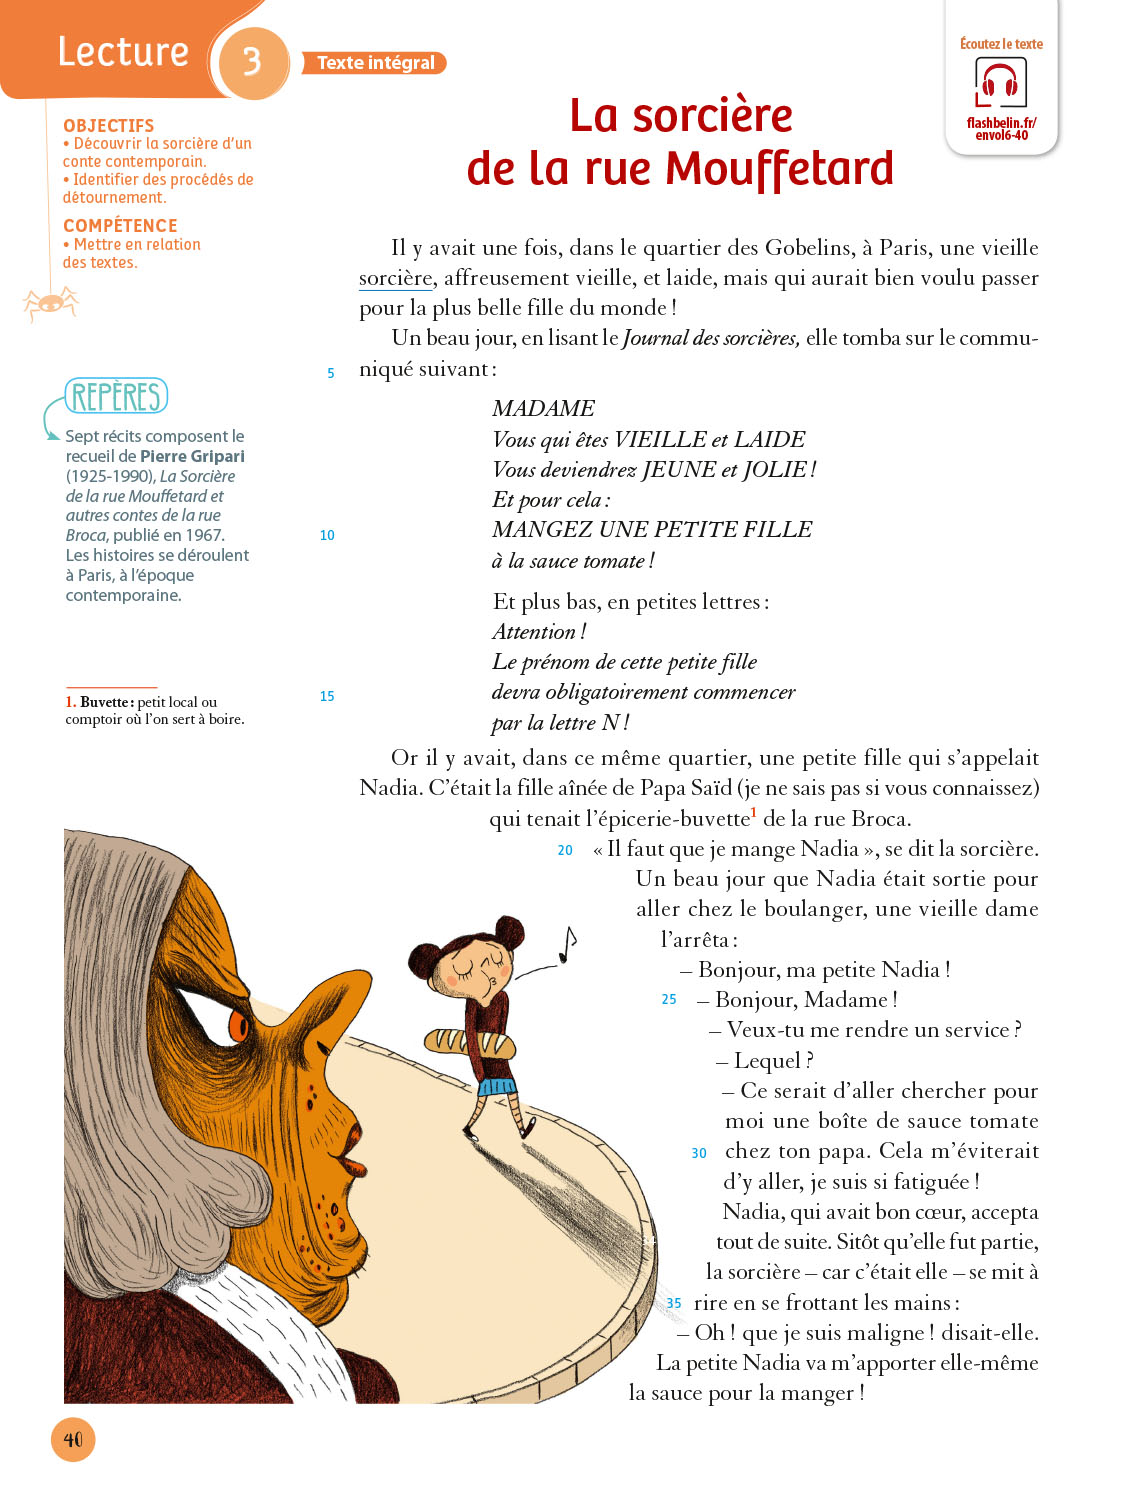 Lecture
3
Texte intégral
Écoutez le texte
flashbelin.fr/
envol6-40
OBJECTIFS
• Découvrir la sorcière d'un
conte contemporain.
• Identifier des procédés de
détournement.
COMPÉTENCE
• Mettre en relation
des textes.
REPÈRES
Sept récits composent le
recueil de Pierre Gripari
(1925-1990), La Sorcière
de la rue Mouffetard et
autres contes de la rue
Broca, publié en 1967.
Les histoires se déroulent
à Paris, à l'époque
contemporaine.
1. Buvette : petit local ou
comptoir où l'on sert à boire.
La sorcière
de la rue Mouffetard
Il y avait une fois, dans le quartier des Gobelins, à Paris, une vieille
sorcière, affreusement vieille, et laide, mais qui aurait bien voulu passer
pour la plus belle fille du monde !
Un beau jour, en lisant le Journal des sorcières, elle tomba sur le commu-
5 niqué suivant :
MADAME
Vous qui êtes VIEILLE et LAIDE
Vous deviendrez JEUNE et JOLIE !
Et pour cela :
10 MANGEZ UNE PETITE FILLE
à la sauce tomate !
Et plus bas, en petites lettres :
Attention !
Le prénom de cette petite fille
15 devra obligatoirement commencer
par la lettre N !
Or il y avait, dans ce même quartier, une petite fille qui s'appelait
Nadia. C'était la fille aînée de Papa Saïd (je ne sais pas si vous connaissez)
qui tenait l'épicerie-buvette1 de la rue Broca.
20 « Il faut que je mange Nadia », se dit la sorcière.
Un beau jour que Nadia était sortie pour
aller chez le boulanger, une vieille dame
l'arrêta :
– Bonjour, ma petite Nadia !
25 – Bonjour, Madame !
– Veux-tu me rendre un service ?
– Lequel ?
– Ce serait d'aller chercher pour
moi une boîte de sauce tomate
30 chez ton papa. Cela m'éviterait
d'y aller, je suis si fatiguée !
Nadia, qui avait bon cœur, accepta
tout de suite. Sitôt qu'elle fut partie,
34 la sorcière – car c'était elle – se mit à
35 rire en se frottant les mains :
– Oh ! que je suis maligne ! disait-elle.
La petite Nadia va m'apporter elle-même
la sauce pour la manger !
40